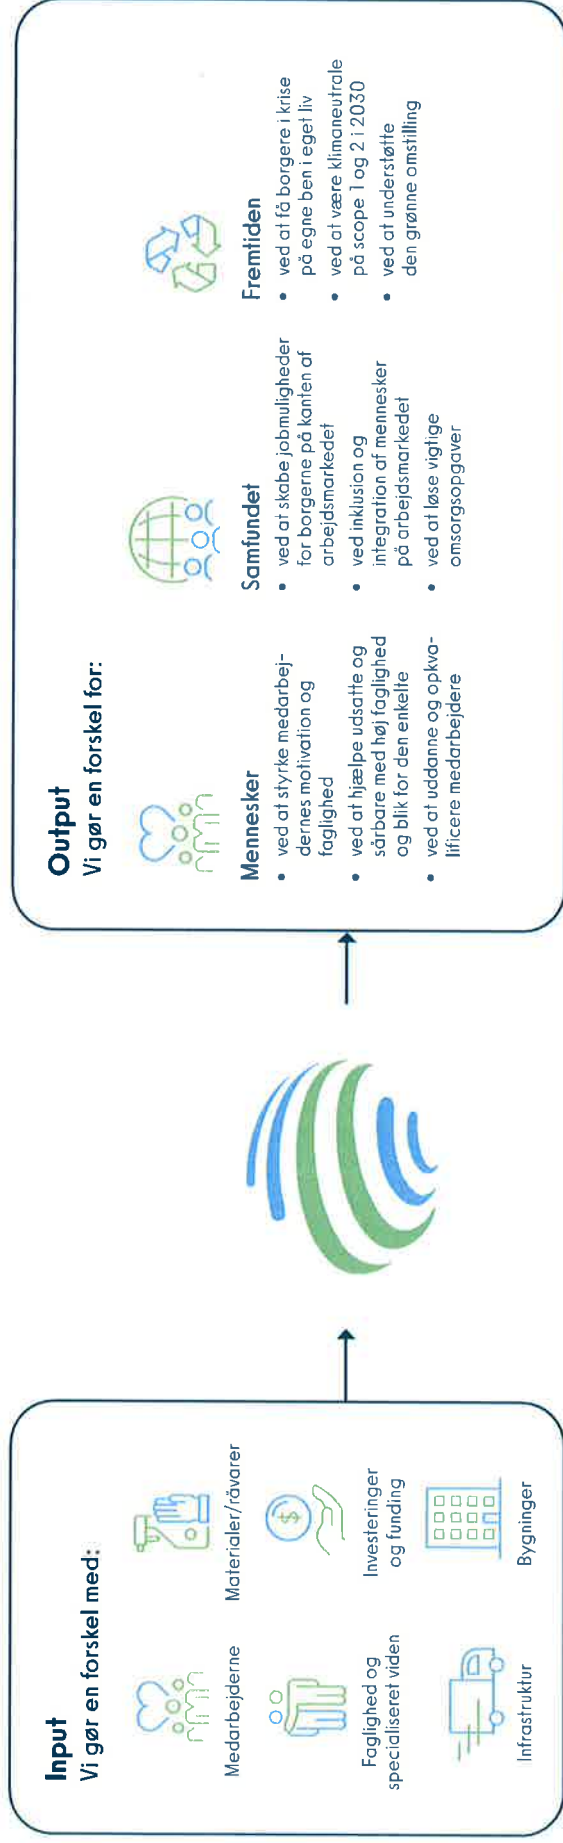 Input
Vi gør en forskel med:
Medarbejderne
Materialer/råvarer
Faglighed og
specialiseret viden
Investeringer
og funding
Infrastruktur
Bygninger
Output
Vi gør en forskel for:
Mennesker
• ved at styrke medarbej-
dernes motivation og
faglighed
• ved at hjælpe udsatte og
sårbare med høj faglighed
og blik for den enkelte
• ved at uddanne og opkva-
lificere medarbejdere
Samfundet
• ved at skabe jobmuligheder
for borgerne på kanten af
arbejdsmarkedet
• ved inklusion og
integration af mennesker
på arbejdsmarkedet
• ved at løse vigtige
omsorgsopgaver
Fremtiden
• ved at få borgere i krise
på egne ben i eget liv
• ved at være klimaneutrale
på scope 1 og 2 i 2030
• ved at understøtte
den grønne omstilling